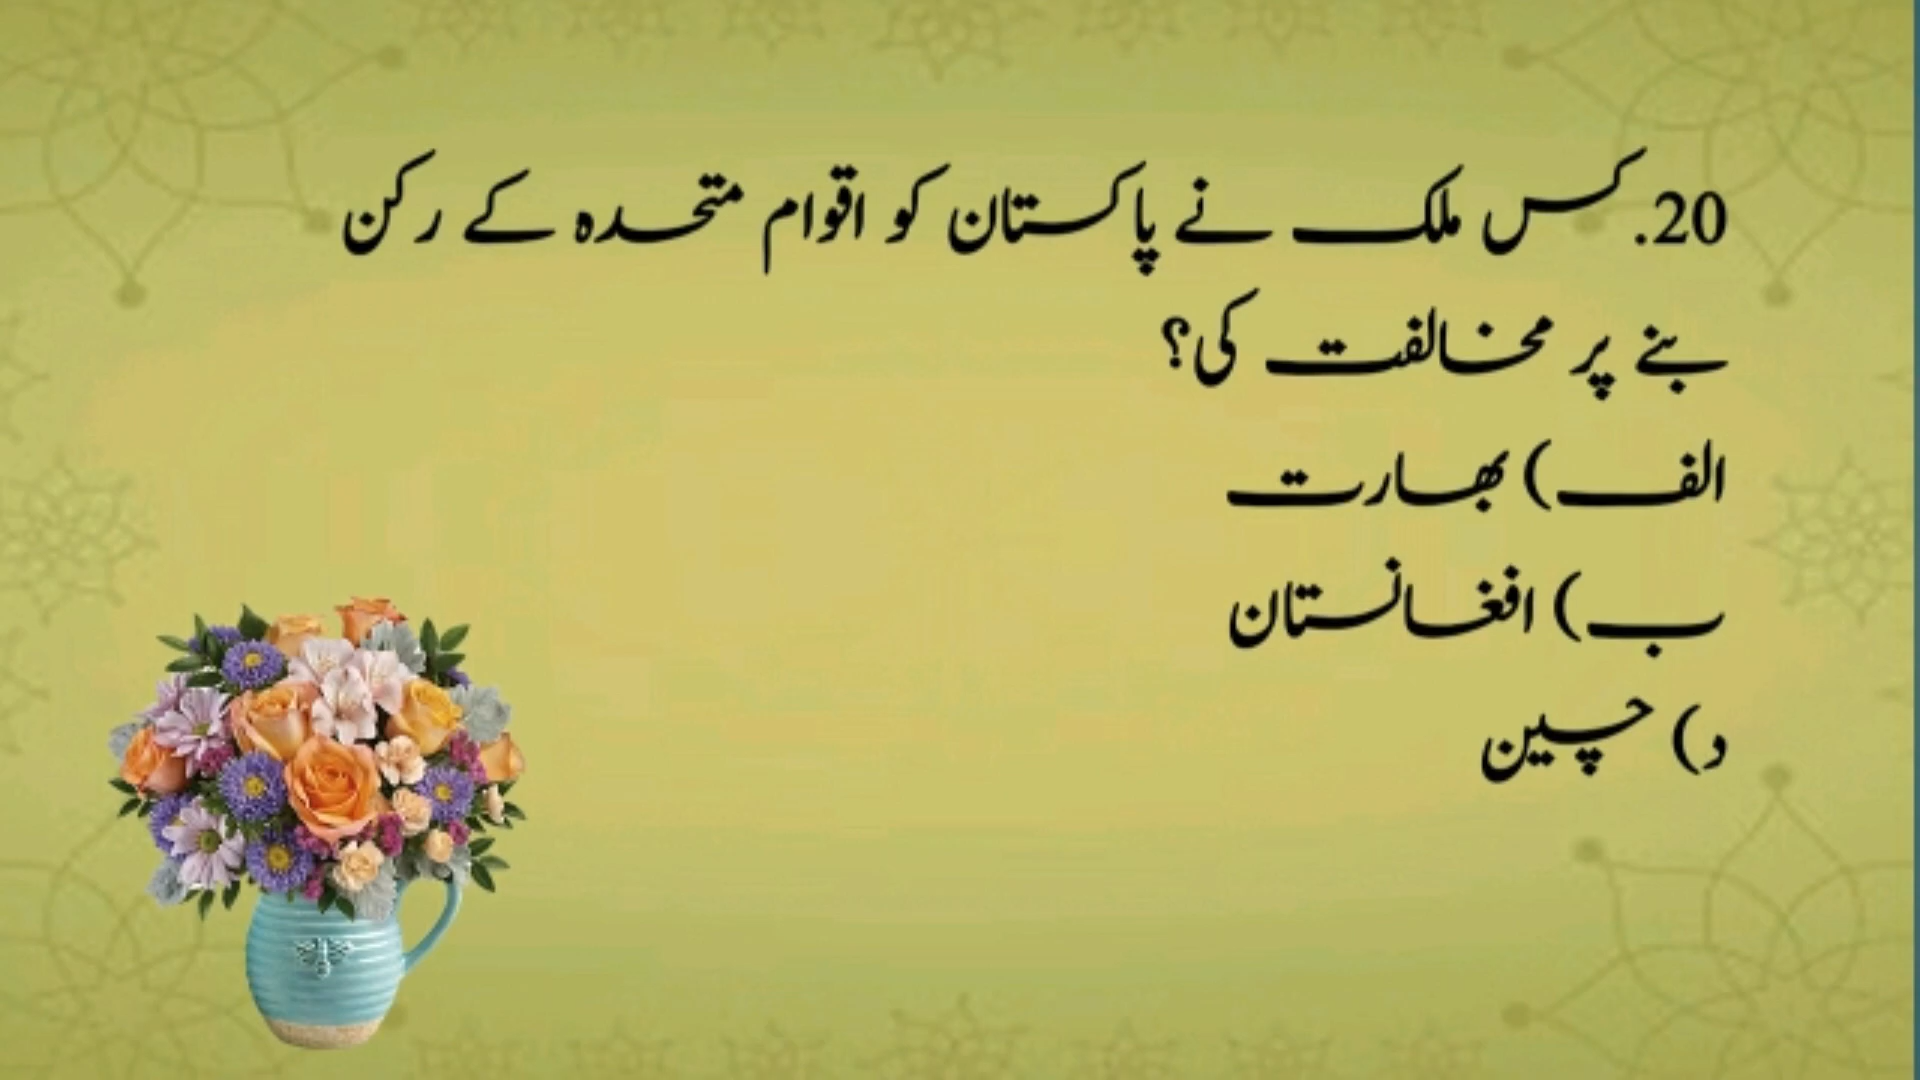 20.کس ملک نے پاکستان کو اقوام متحدہ کے رکن
بنے پر مخالفت کی؟
الف) بھارت
ب) افغانستان
د) چین